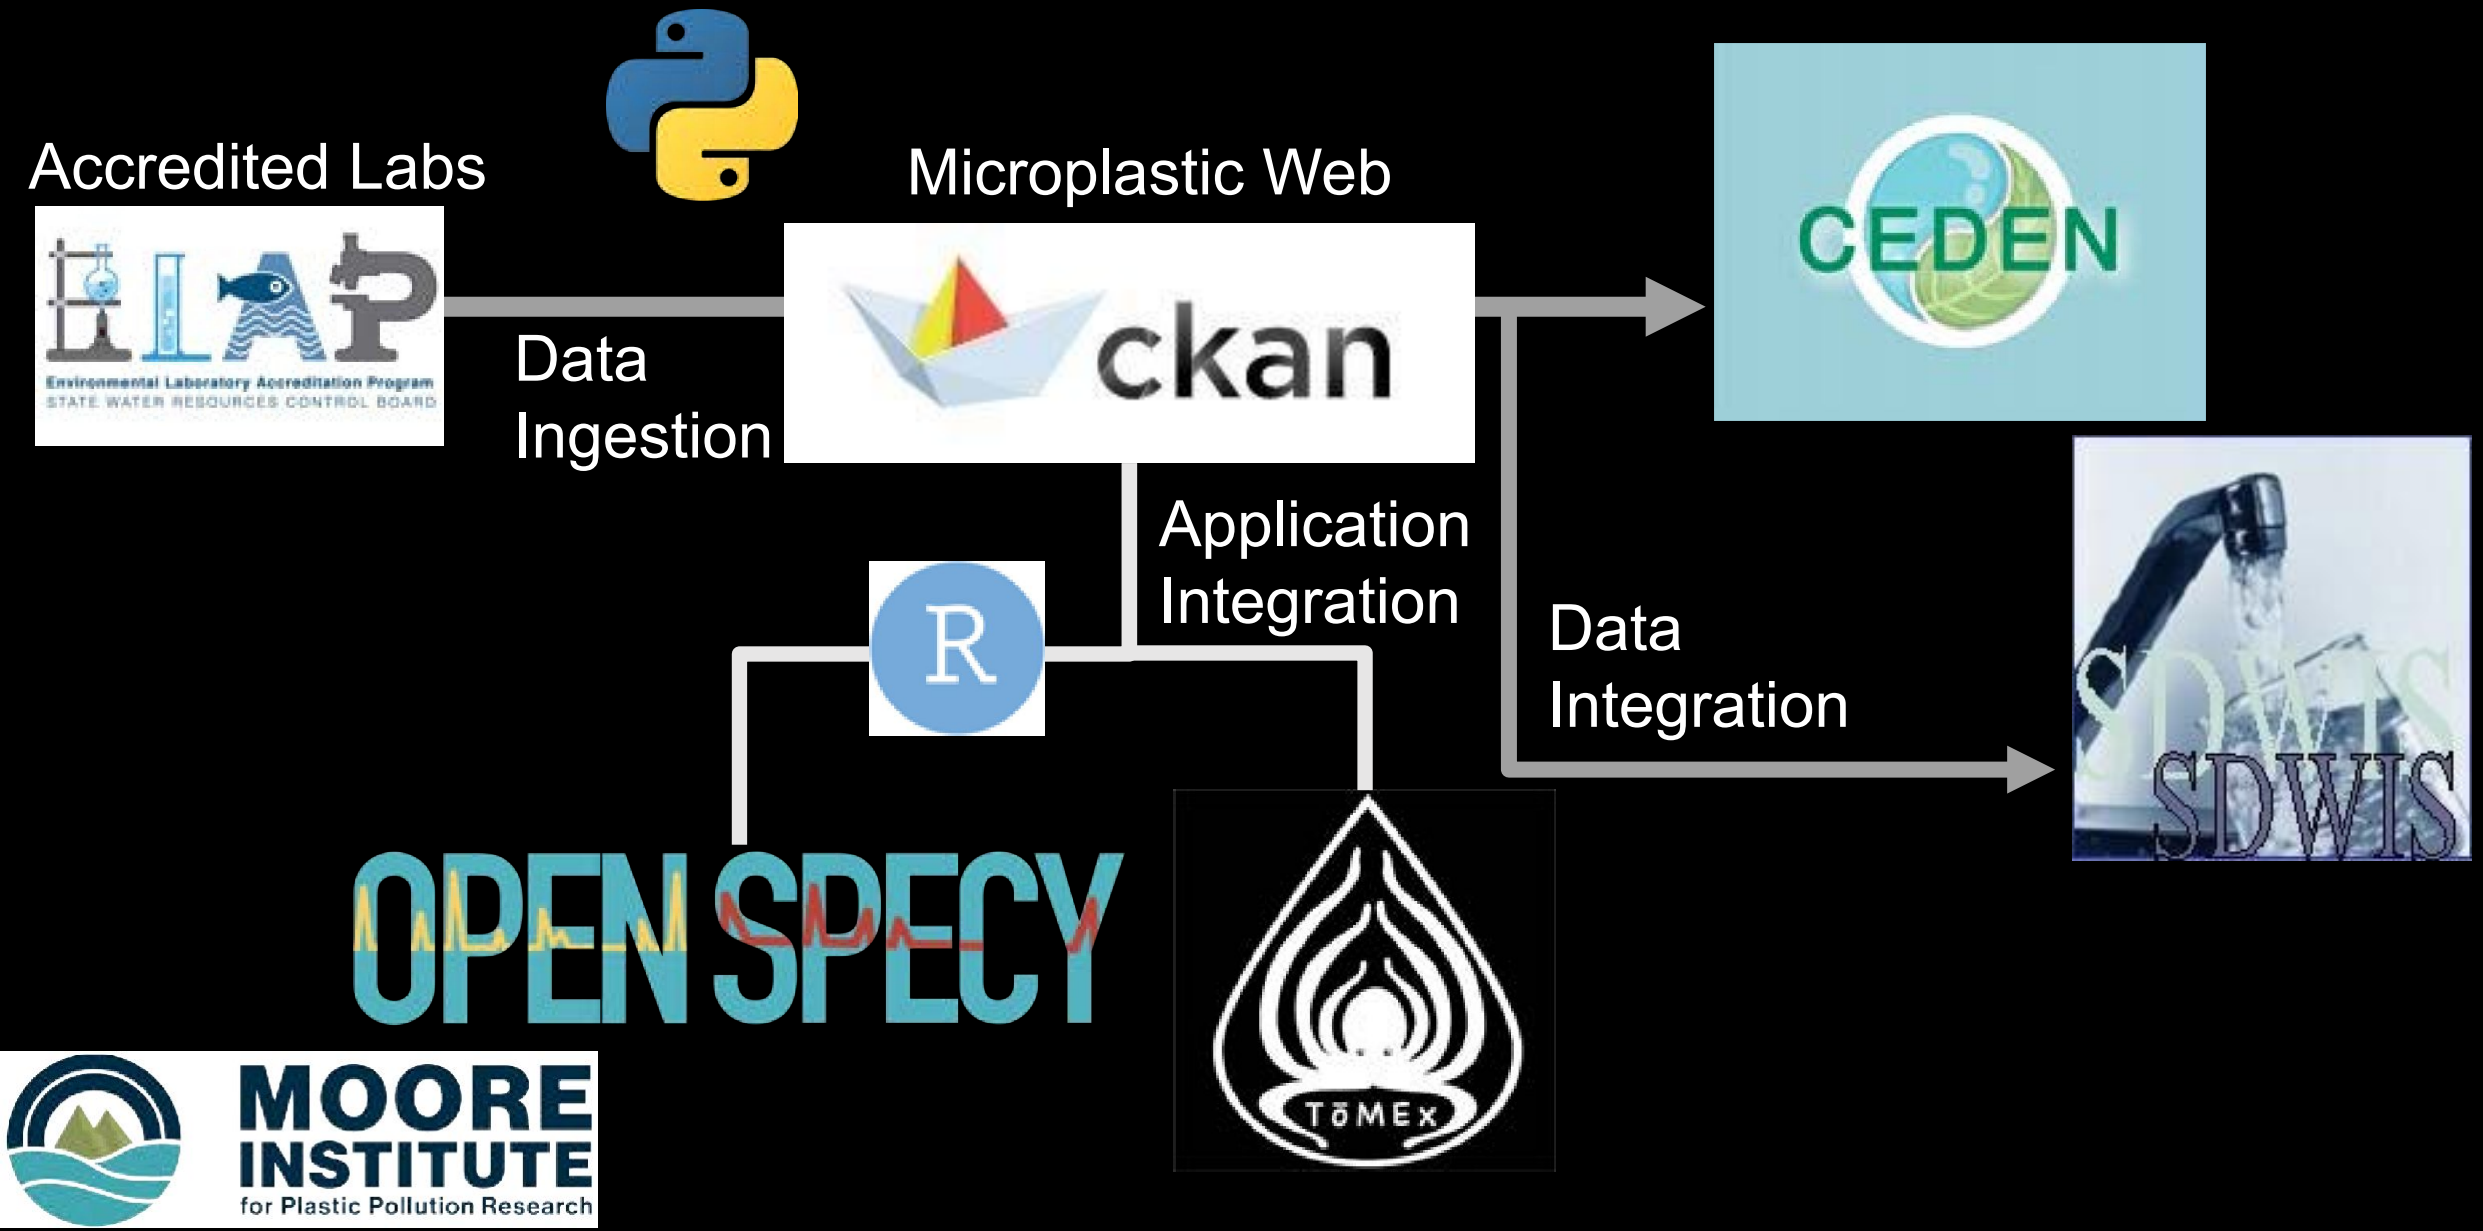 Accredited Labs
ELAP
Environmental Laboratory Accreditation Program
STATE WATER RESOURCES CONTROL BOARD
Data
Ingestion
Microplastic Web
ckan
Application
Integration
R
Data
Integration
CEDEN
SDWIS
SDWIS
OPEN SPECY
TōMEx
MOORE
INSTITUTE
for Plastic Pollution Research